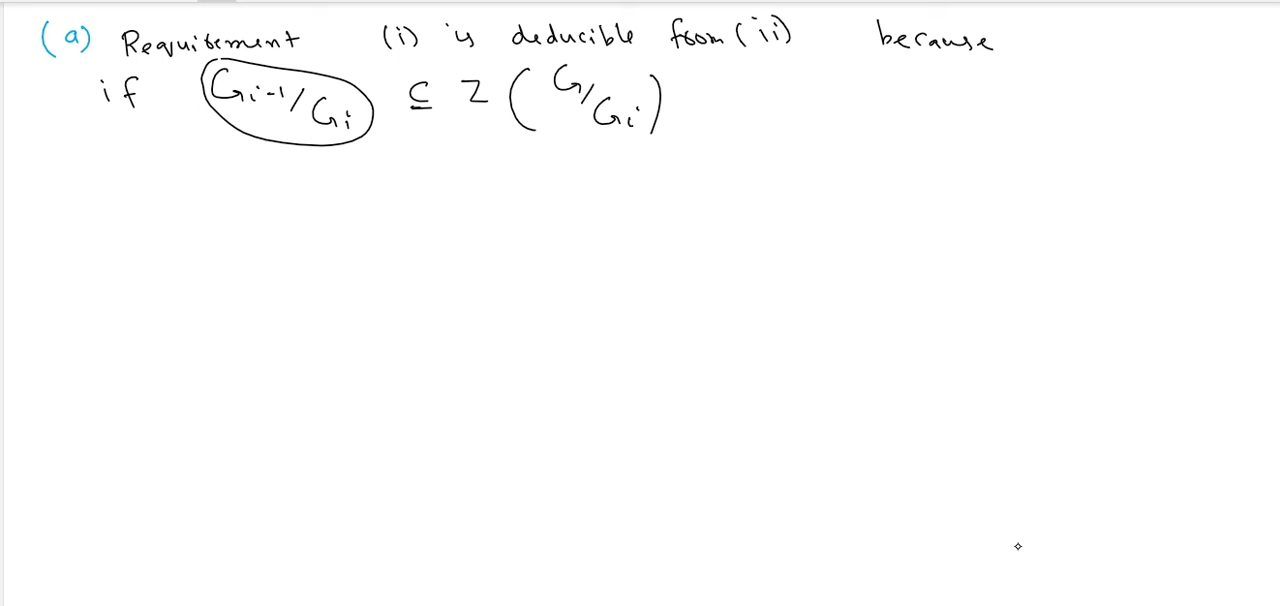 (a) Requirement (i) is deducible from (ii) because
if Gi-1/Gi ⊆ Z(G/Gi)